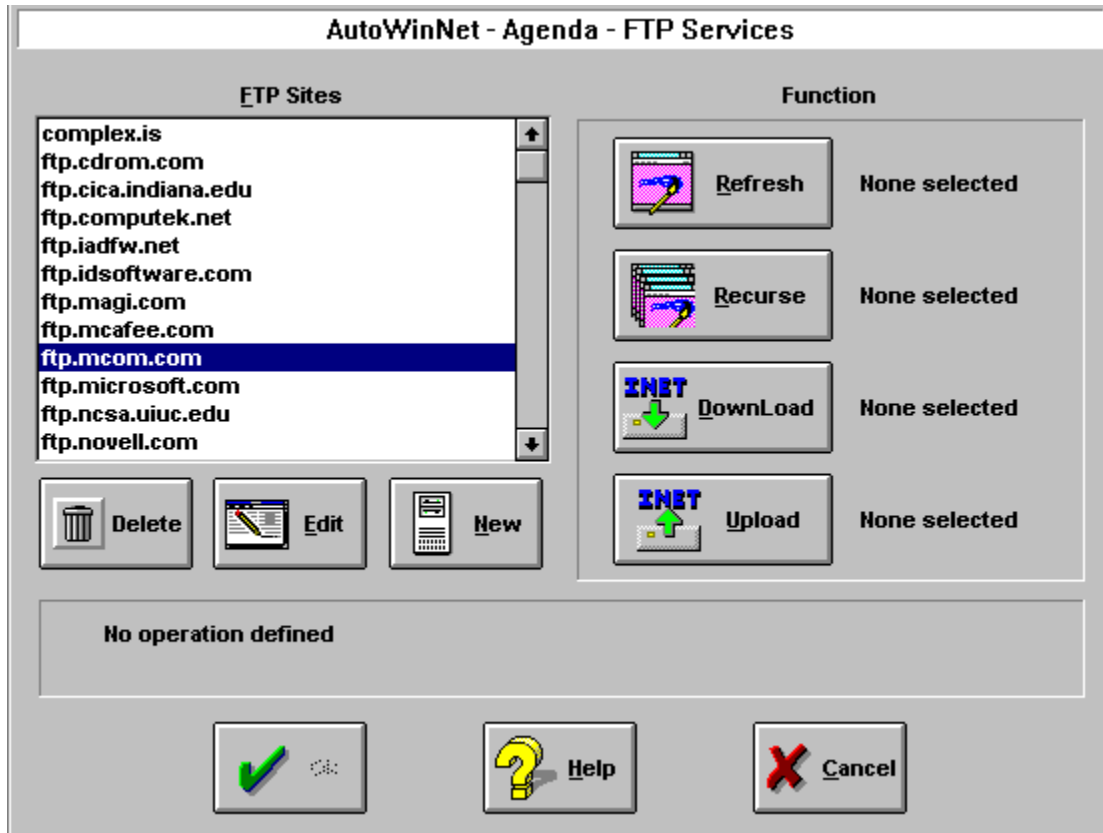 AutoWinNet - Agenda - FTP Services
FTP Sites
complex.is
ftp.cdrom.com
ftp.cica.indiana.edu
ftp.computek.net
ftp.iadfw.net
ftp.idsoftware.com
ftp.magi.com
ftp.mcafee.com
ftp.mcom.com
ftp.microsoft.com
ftp.ncsa.uiuc.edu
ftp.novell.com
Delete
Edit
New
Function
Refresh None selected
Recurse None selected
INET
DownLoad None selected
INET
Upload None selected
No operation defined
Ok
Help
Cancel